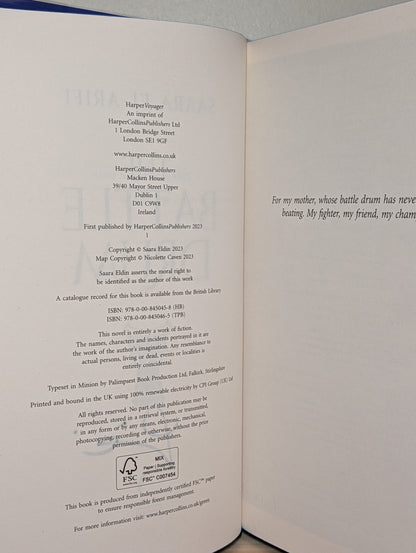 HarperVoyager
An imprint of
HarperCollinsPublishers Ltd
1 London Bridge Street
London SE1 9GF
www.harpercollins.co.uk
HarperCollinsPublishers
Macken House
39/40 Mayor Street Upper
Dublin 1
D01 C9W8
Ireland
First published by HarperCollinsPublishers 2023
1
Copyright © Saara Eldin 2023
Map Copyright © Nicolette Caven 2023
Saara Eldin asserts the moral right to
be identified as the author of this work
A catalogue record for this book is available from the British Library
ISBN: 978-0-00-845045-8 (HB)
ISBN: 978-0-00-845046-5 (TPB)
This novel is entirely a work of fiction.
The names, characters and incidents portrayed in it are
the work of the author's imagination. Any resemblance to
actual persons, living or dead, events or localities is
entirely coincidental.
Typeset in Minion by Palimpsest Book Production Ltd, Falkirk, Stirlingshire
Printed and bound in the UK using 100% renewable electricity by CPI Group (UK) Ltd
All rights reserved. No part of this publication may be
reproduced, stored in a retrieval system, or transmitted,
in any form or by any means, electronic, mechanical,
photocopying, recording or otherwise, without the prior
permission of the publishers.
FSC
MIX
Paper | Supporting
responsible forestry
FSC™ C007454
This book is produced from independently certified FSC™ paper
to ensure responsible forest management.
For more information visit: www.harpercollins.co.uk/green
For my mother, whose battle drum has neve
beating. My fighter, my friend, my cham